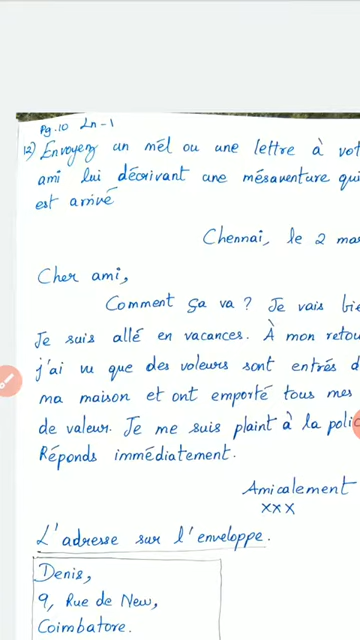 Pg.10 Ln-1
12) Envoyez un mél ou une lettre à vot
ami lui décrivant une mésaventure qui
est arrivé
Chennai, le 2 mar
Cher ami,
Comment ça va ? Je vais bie
Je suis allé en vacances. À mon retou
j'ai vu que des voleurs sont entrés d
ma maison et ont emporté tous mes
de valeur. Je me suis plaint à la polic
Réponds immédiatement.
Amicalement
xxx
L'adresse sur l'enveloppe.
Denis,
9, Rue de New,
Coimbatore.